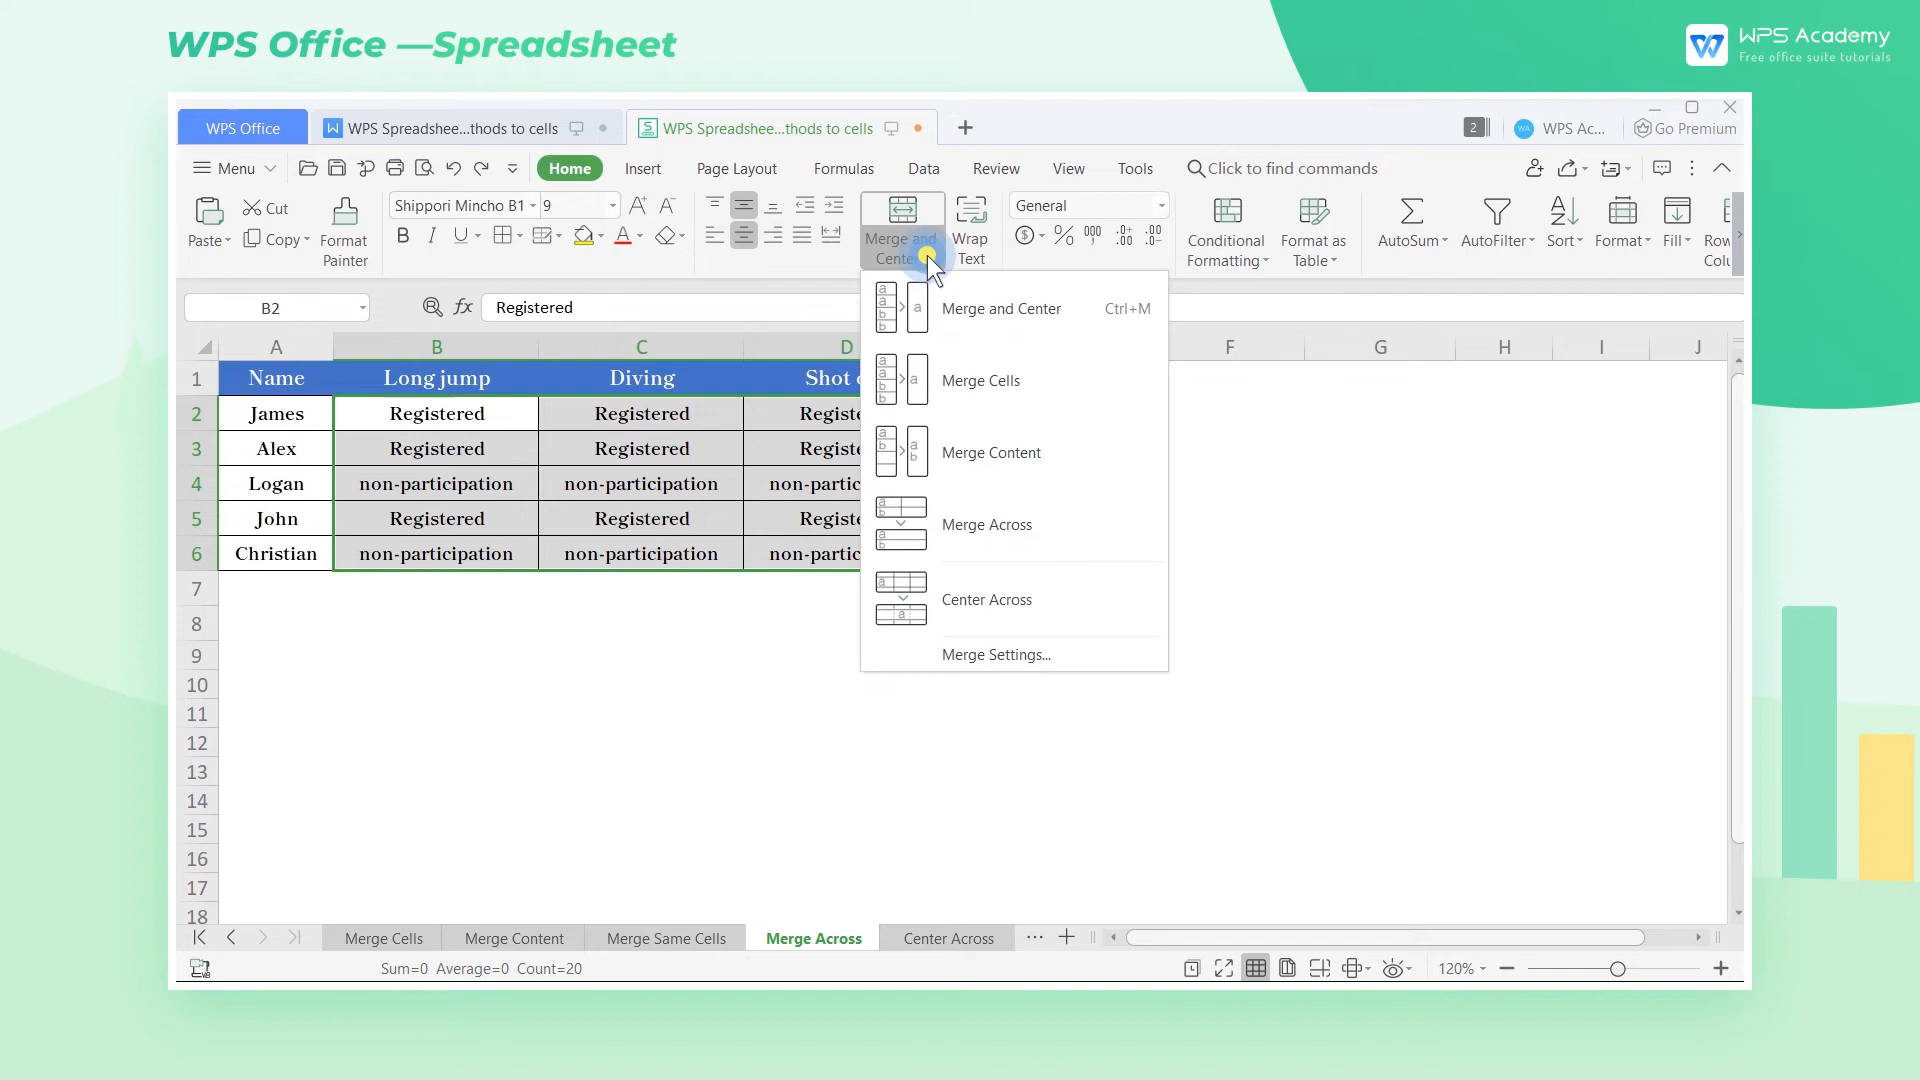 WPS Office —Spreadsheet
WPS Academy
Free office suite tutorials
WPS Office
WPS Spreadshee...thods to cells
WPS Spreadshee...thods to cells
2
WPS Ac...
Go Premium
Menu
Home
Insert
Page Layout
Formulas
Data
Review
View
Tools
Click to find commands
Paste
Cut
Copy
Format
Painter
Shippori Mincho B1
9
Merge and
Center
Wrap
Text
General
Conditional
Formatting
Format as
Table
AutoSum
AutoFilter
Sort
Format
Fill
B2
Registered
A B C D F G H I J
1 Name Long jump Diving Shot
2 James Registered Registered Registe
3 Alex Registered Registered Registe
4 Logan non-participation non-participation non-partic
5 John Registered Registered Registe
6 Christian non-participation non-participation non-partic
7
8
9
10
11
12
13
14
15
16
17
18
Merge and Center Ctrl+M
Merge Cells
Merge Content
Merge Across
Center Across
Merge Settings...
Merge Cells
Merge Content
Merge Same Cells
Merge Across
Center Across
Sum=0 Average=0 Count=20
120%